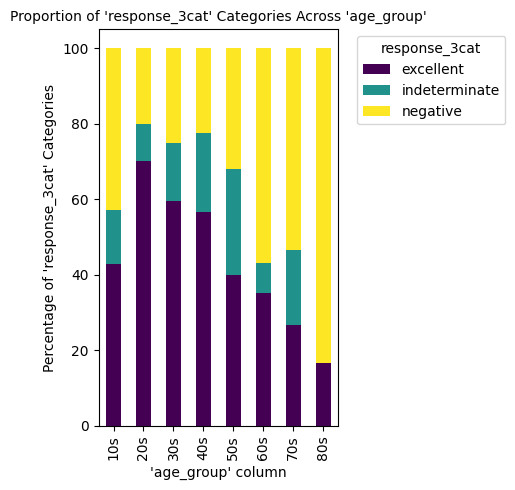 Proportion of 'response_3cat' Categories Across 'age_group'
response_3cat
excellent
indeterminate
negative
Percentage of 'response_3cat' Categories
100
80
60
40
20
0
10s 20s 30s 40s 50s 60s 70s 80s
'age_group' column